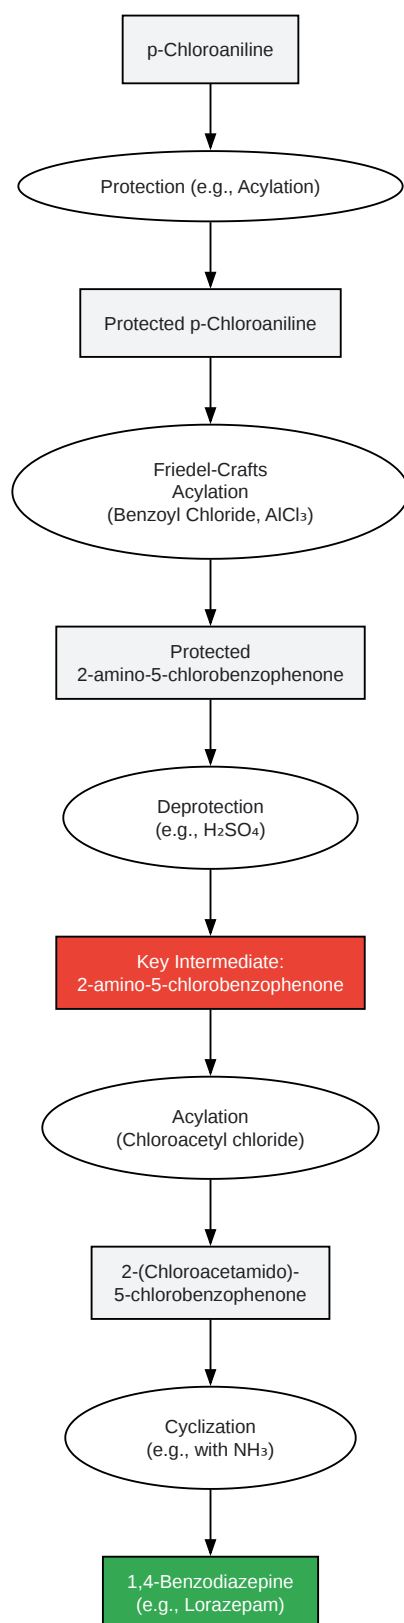 p-Chloroaniline
Protection (e.g., Acylation)
Protected p-Chloroaniline
Friedel-Crafts
Acylation
(Benzoyl Chloride, AlCl₃)
Protected
2-amino-5-chlorobenzophenone
Deprotection
(e.g., H₂SO₄)
Key Intermediate:
2-amino-5-chlorobenzophenone
Acylation
(Chloroacetyl chloride)
2-(Chloroacetamido)-
5-chlorobenzophenone
Cyclization
(e.g., with NH₃)
1,4-Benzodiazepine
(e.g., Lorazepam)